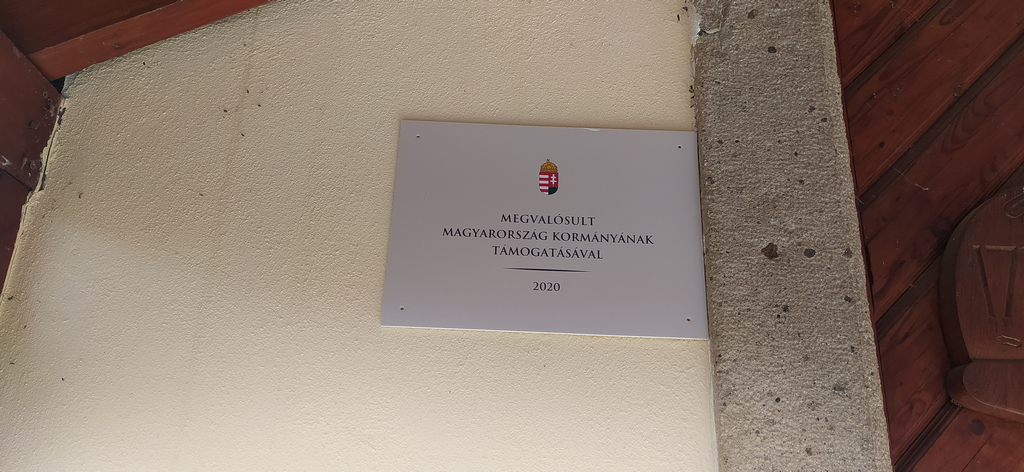 MEGVALÓSULT
MAGYARORSZÁG KORMÁNYÁNAK
TÁMOGATÁSÁVAL
2020